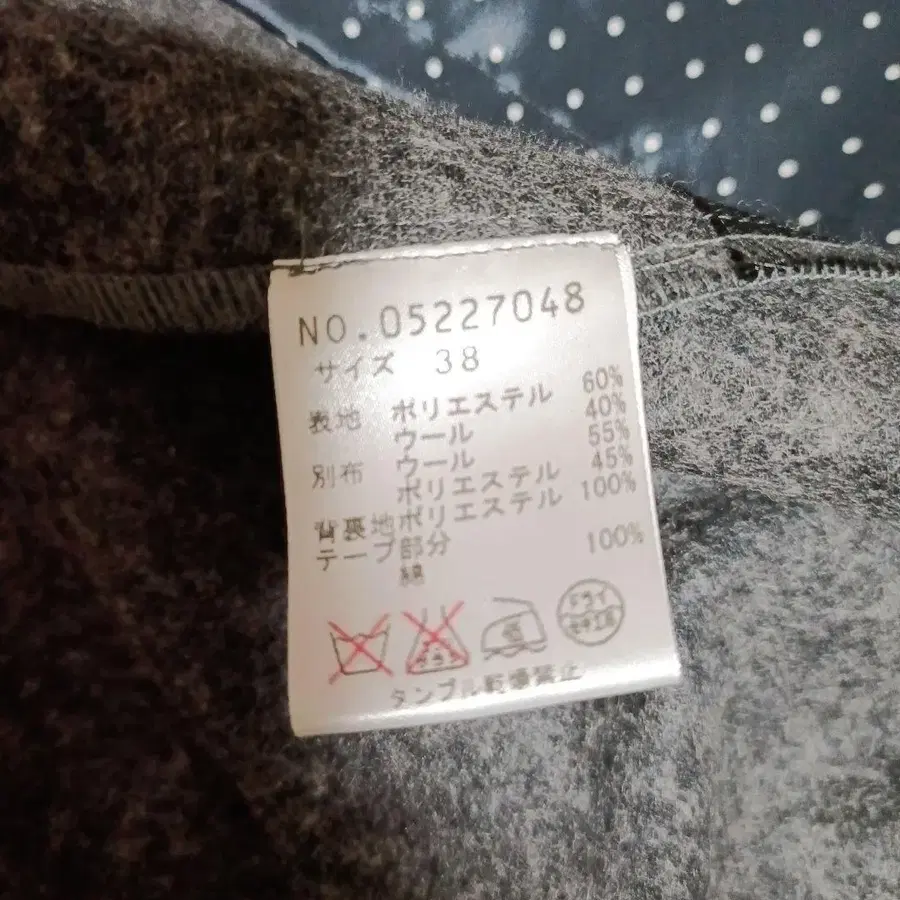 NO.05227048
サイズ 38
表地 ポリエステル 60%
ウール 40%
別布 ウール 55%
ポリエステル 45%
背裏地ポリエステル 100%
テープ部分
綿 100%
低
ドライ
タンブル乾燥禁止